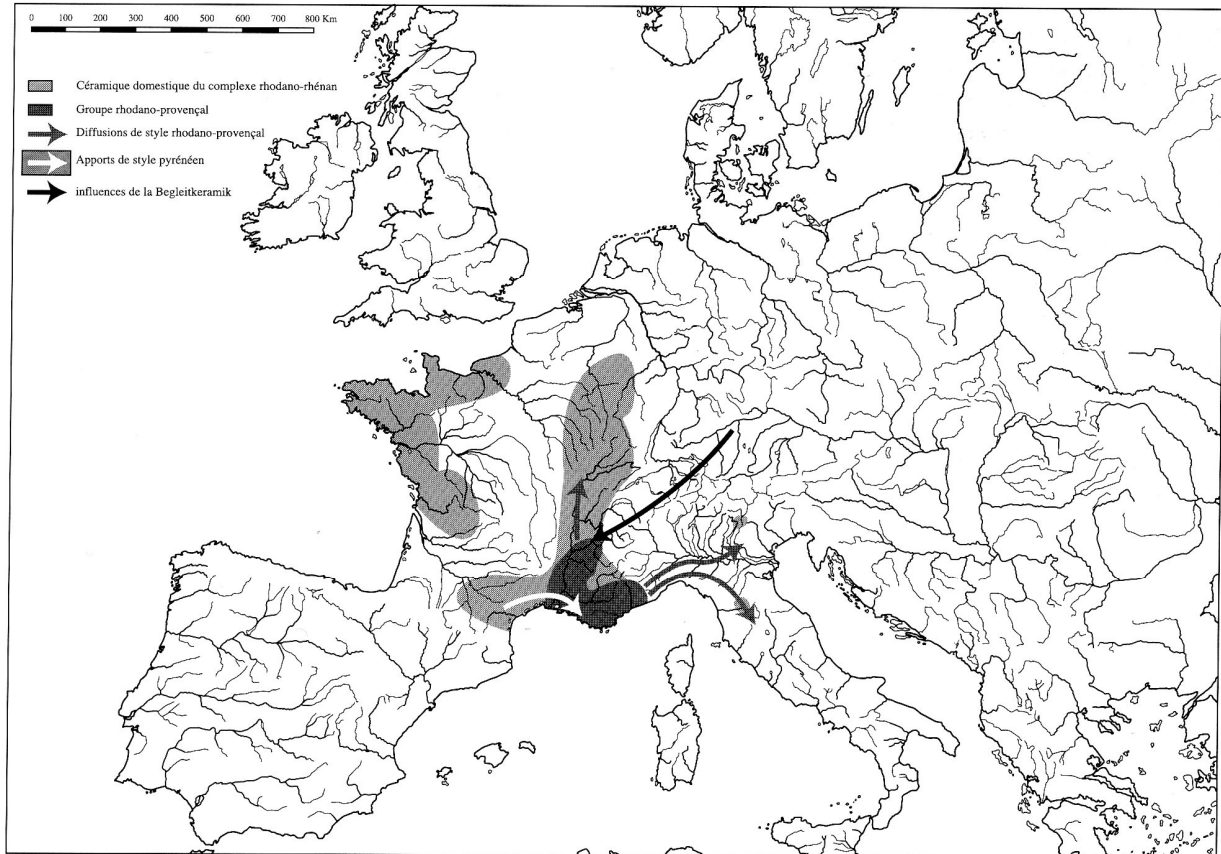 0 100 200 300 400 500 600 700 800 Km
Céramique domestique du complexe rhodano-rhénan
Groupe rhodano-provençal
Diffusions de style rhodano-provençal
Apports de style pyrénéen
influences de la Begleitkeramik